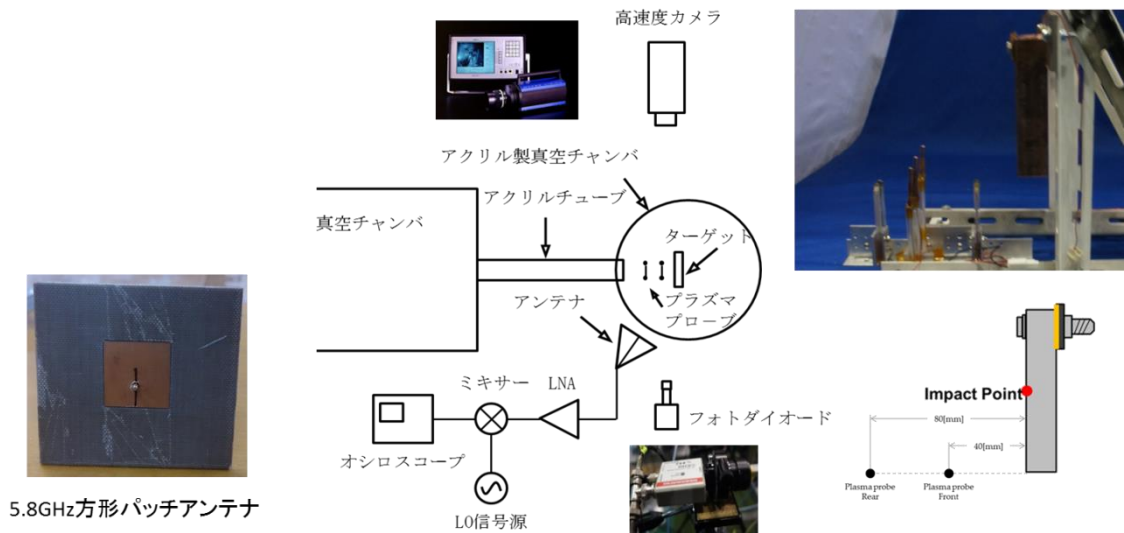 高速度カメラ
アクリル製真空チャンバ
アクリルチューブ
真空チャンバ
ターゲット
アンテナ
プラズマ
プローブ
ミキサー LNA
フォトダイオード
オシロスコープ
LO信号源
5.8GHz方形パッチアンテナ
Impact Point
80[mm]
40[mm]
Plasma probe
Rear
Plasma probe
Front